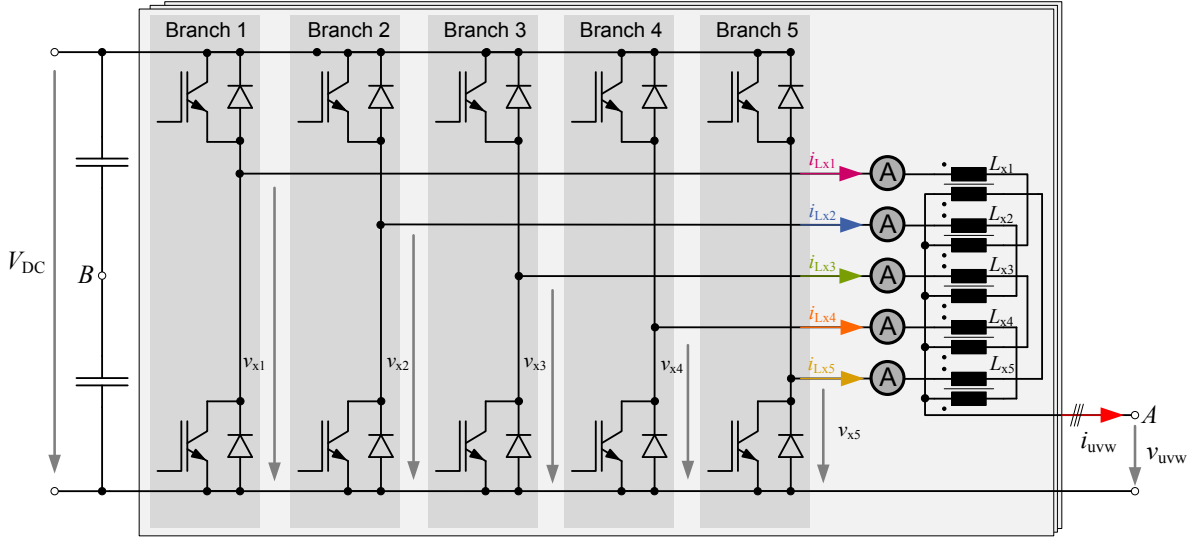 Branch 1 Branch 2 Branch 3 Branch 4 Branch 5
iLx1 A Lx1
iLx2 A Lx2
VDC B iLx3 A Lx3
iLx4 A Lx4
vx1 vx2 vx3 vx4 iLx5 A Lx5
A
vx5 iuvw vuvw